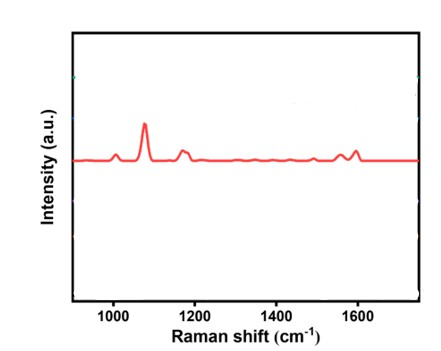 Intensity (a.u.)
1000 1200 1400 1600
Raman shift (cm⁻¹)